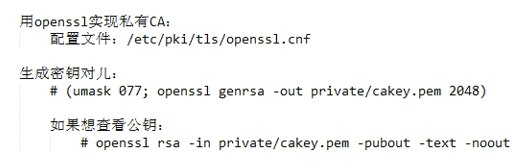 用openssl实现私有CA：
配置文件：/etc/pki/tls/openssl.cnf
生成密钥对儿：
# (umask 077; openssl genrsa -out private/cakey.pem 2048)
如果想查看公钥：
# openssl rsa -in private/cakey.pem -pubout -text -noout